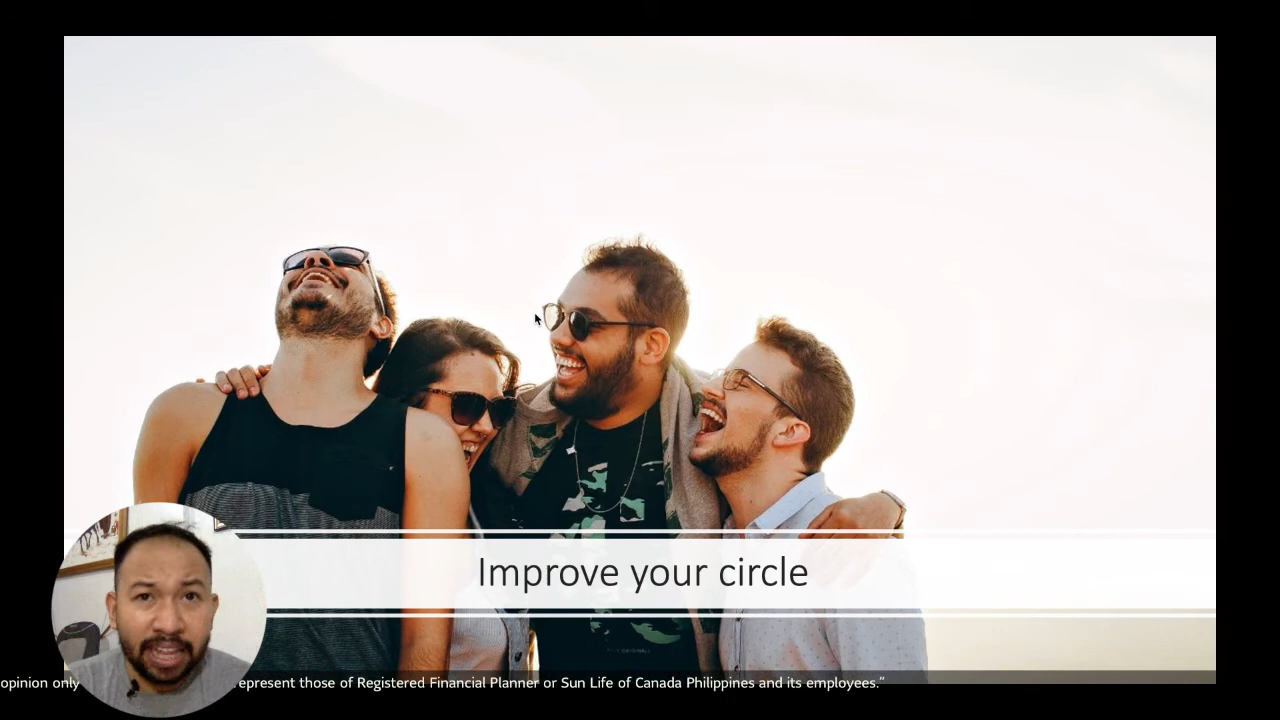 Improve your circle
opinion only epresent those of Registered Financial Planner or Sun Life of Canada Philippines and its employees.”